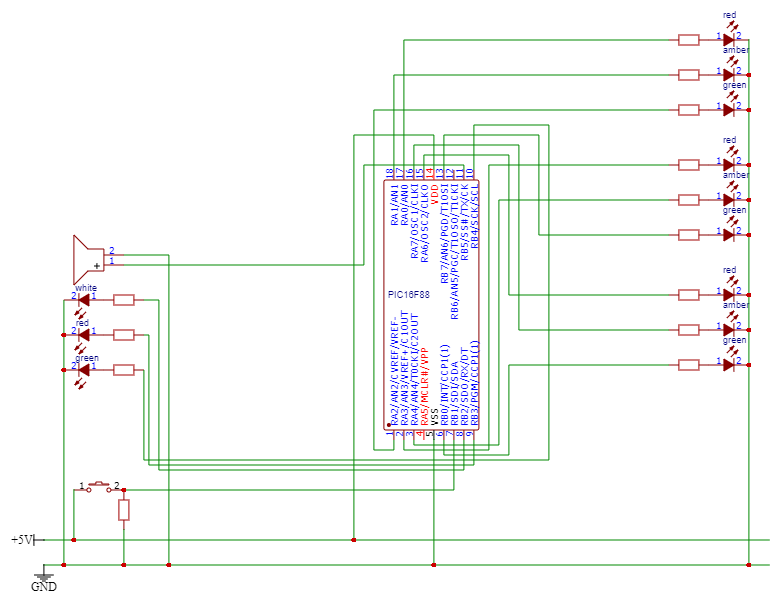 red
1 2
amber
1 2
green
1 2
red
1 2
amber
1 2
green
1 2
red
1 2
amber
1 2
green
1 2
18 17 16 15 14 13 12 11 10
RA1/AN1
RA0/AN0
RA7/OSC1/CLKI
RA6/OSC2/CLKO
VDD
RB7/AN6/PGD/T1OSI
RB6/AN5/PGC/T1OSO/T1CKI
RB5/SS#/TX/CK
RB4/SCK/SCL
PIC16F88
RA2/AN2/CVREF/VREF-
RA3/AN3/VREF+/C1OUT
RA4/AN4/T0CKI/C2OUT
RA5/MCLR#/VPP
VSS
RB0/INT/CCP1(1)
RB1/SDI/SDA
RB2/SDO/RX/DT
RB3/PGM/CCP1(1)
1 2 3 4 5 6 7 8 9
2
+ 1
white
2 1
red
2 1
green
2 1
1 2
+5V
GND